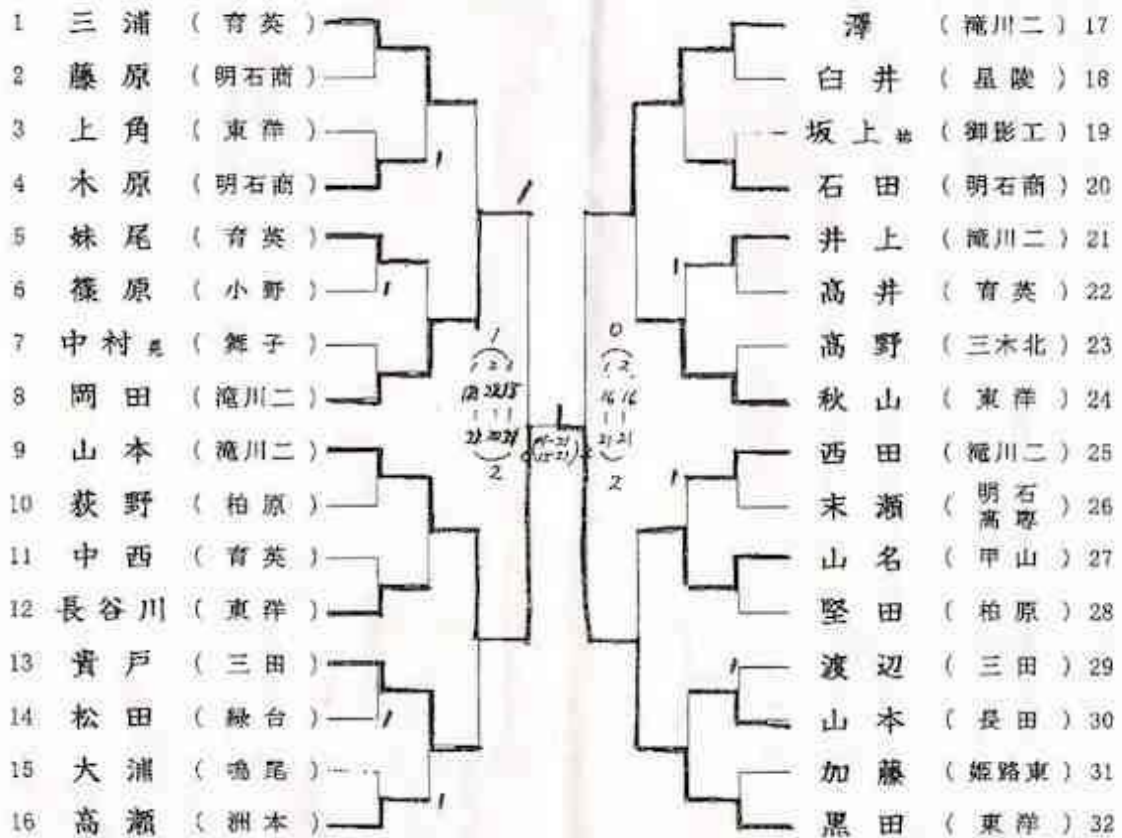 1 三浦 (育英)
2 藤原 (明石商)
3 上角 (東洋)
4 木原 (明石商)
5 妹尾 (育英)
6 篠原 (小野)
7 中村 (舞子)
8 岡田 (滝川二)
9 山本 (滝川二)
10 荻野 (柏原)
11 中西 (育英)
12 長谷川 (東洋)
13 貴戸 (三田)
14 松田 (緑台)
15 大浦 (鳴尾)
16 高瀬 (洲本)
1
2
0
1 2
16 16
21 21
2
澤 (滝川二) 17
臼井 (星陵) 18
坂上 (御影工) 19
石田 (明石商) 20
井上 (滝川二) 21
高井 (育英) 22
高野 (三木北) 23
秋山 (東洋) 24
西田 (滝川二) 25
末瀬 (明石高専) 26
山名 (甲山) 27
堅田 (柏原) 28
渡辺 (三田) 29
山本 (長田) 30
加藤 (姫路東) 31
黒田 (東洋) 32